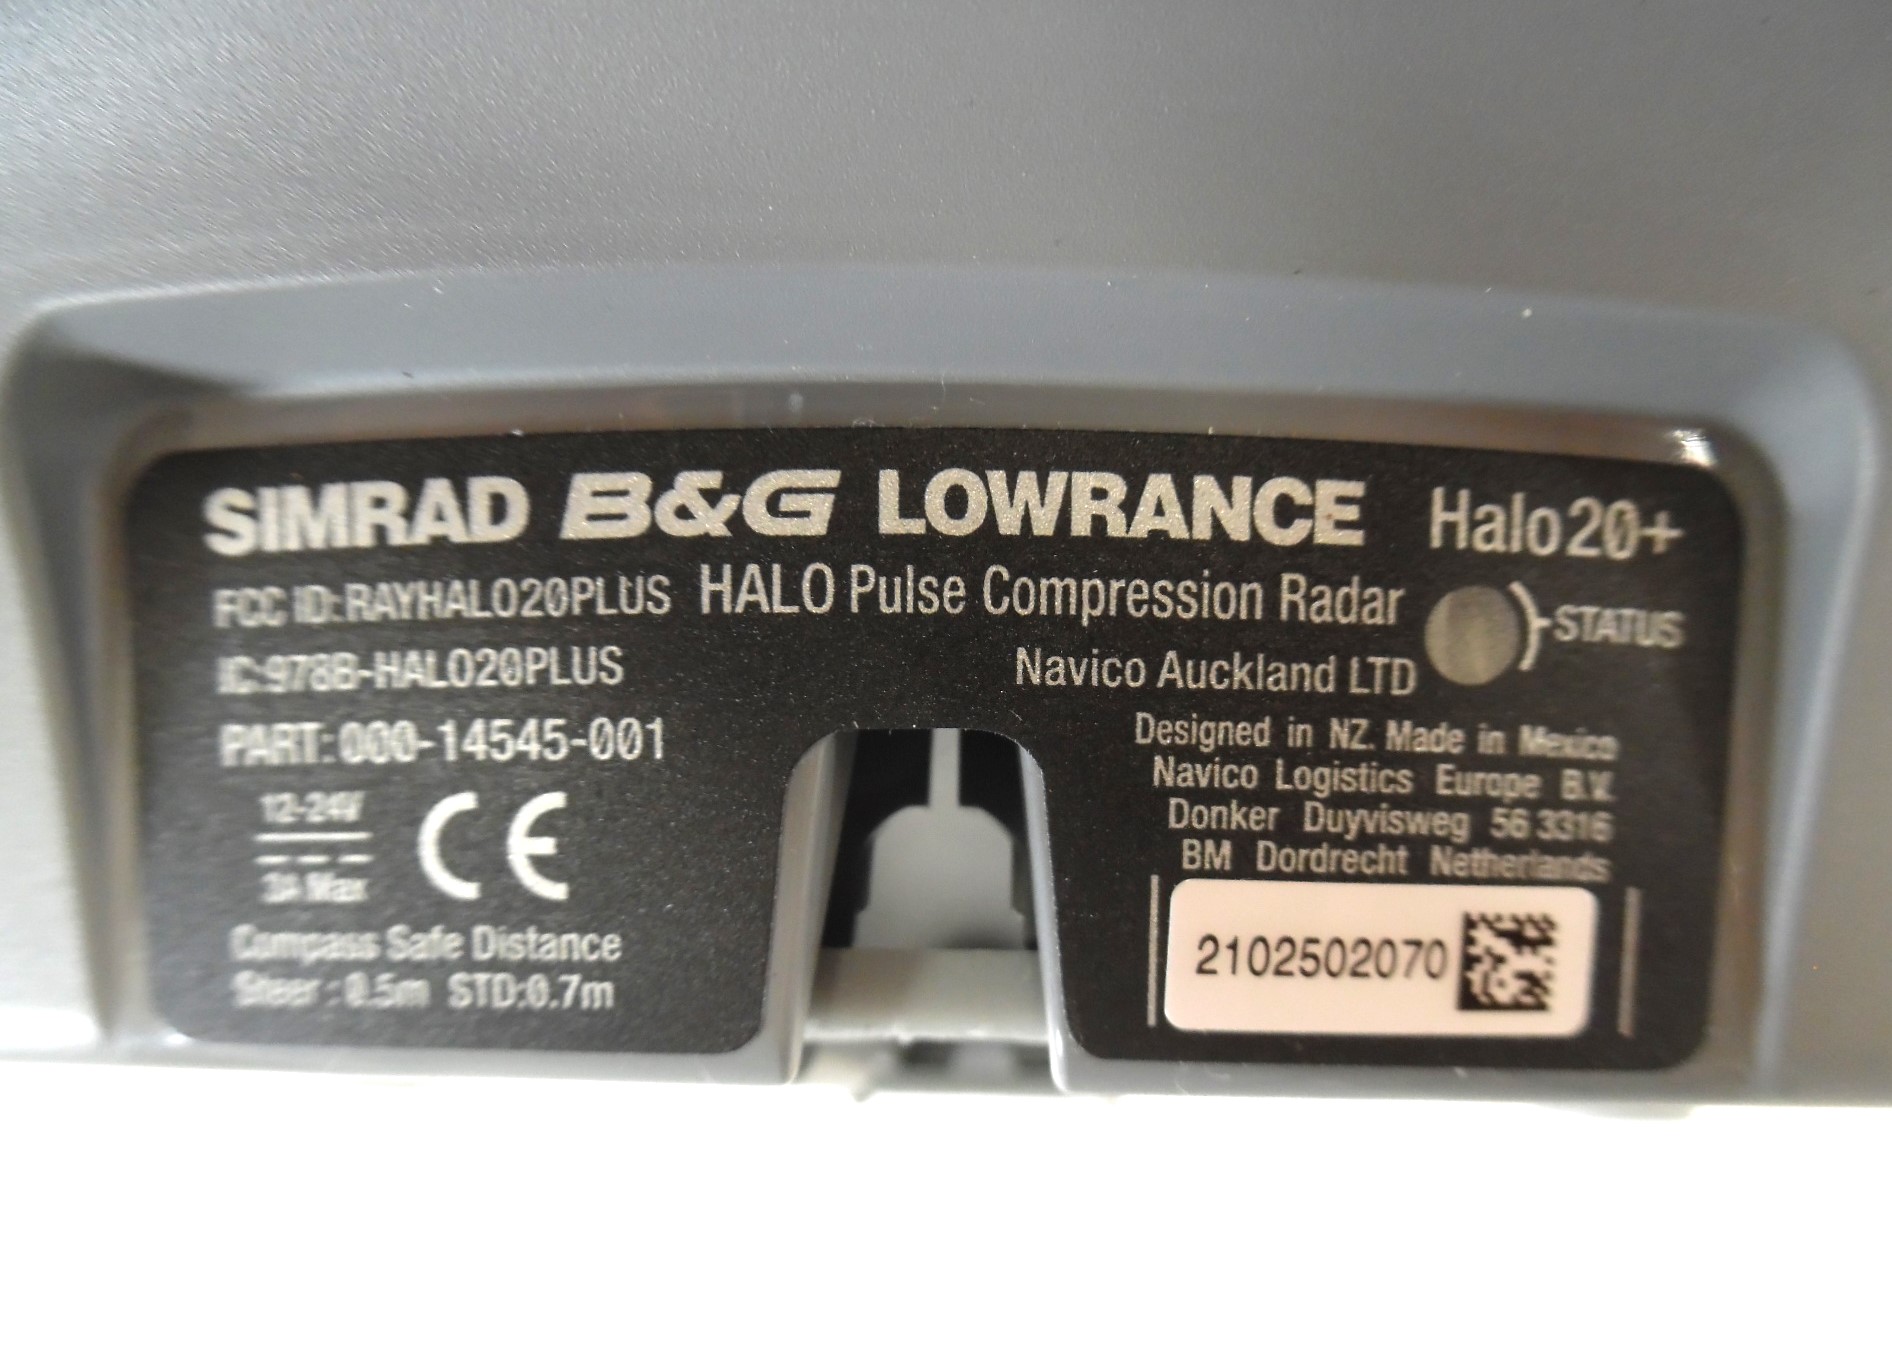 SIMRAD B&G LOWRANCE Halo20+
FCC ID:RAYHALO20PLUS HALO Pulse Compression Radar
STATUS
IC:978B-HALO20PLUS Navico Auckland LTD
PART: 000-14545-001
Designed in NZ. Made in Mexico
Navico Logistics Europe B.V.
Donker Duyvisweg 56 3316
BM Dordrecht Netherlands
12-24V
3A Max
CE
Compass Safe Distance
Steer : 0.5m STD:0.7m
2102502070